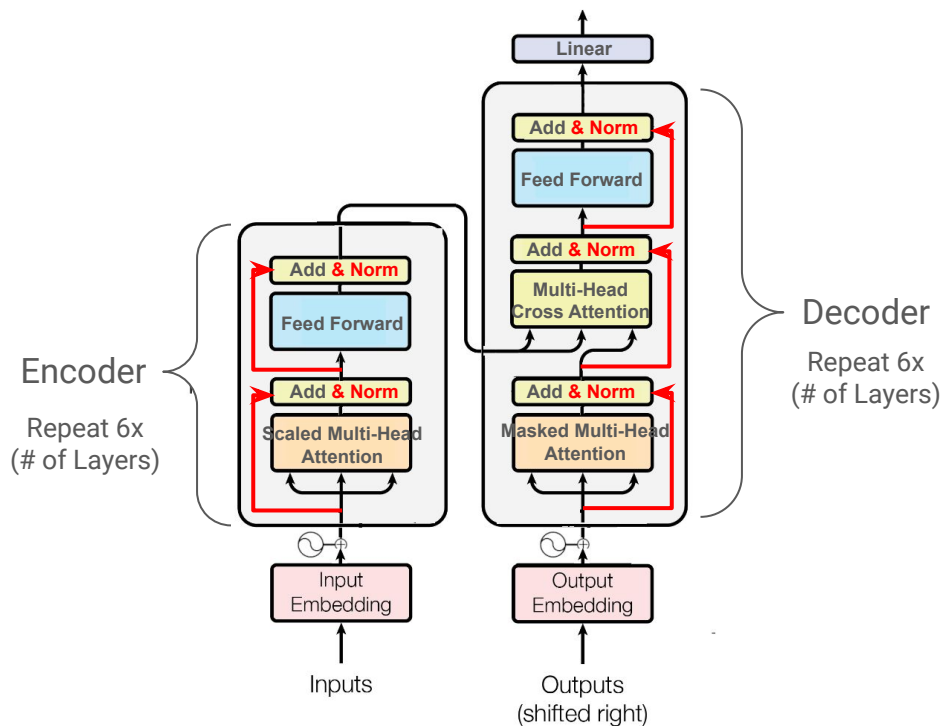 Linear
Add & Norm
Feed Forward
Add & Norm
Multi-Head
Cross Attention
Add & Norm
Masked Multi-Head
Attention
Decoder
Repeat 6x
(# of Layers)
Add & Norm
Feed Forward
Add & Norm
Scaled Multi-Head
Attention
Encoder
Repeat 6x
(# of Layers)
Input
Embedding
Output
Embedding
Inputs
Outputs
(shifted right)